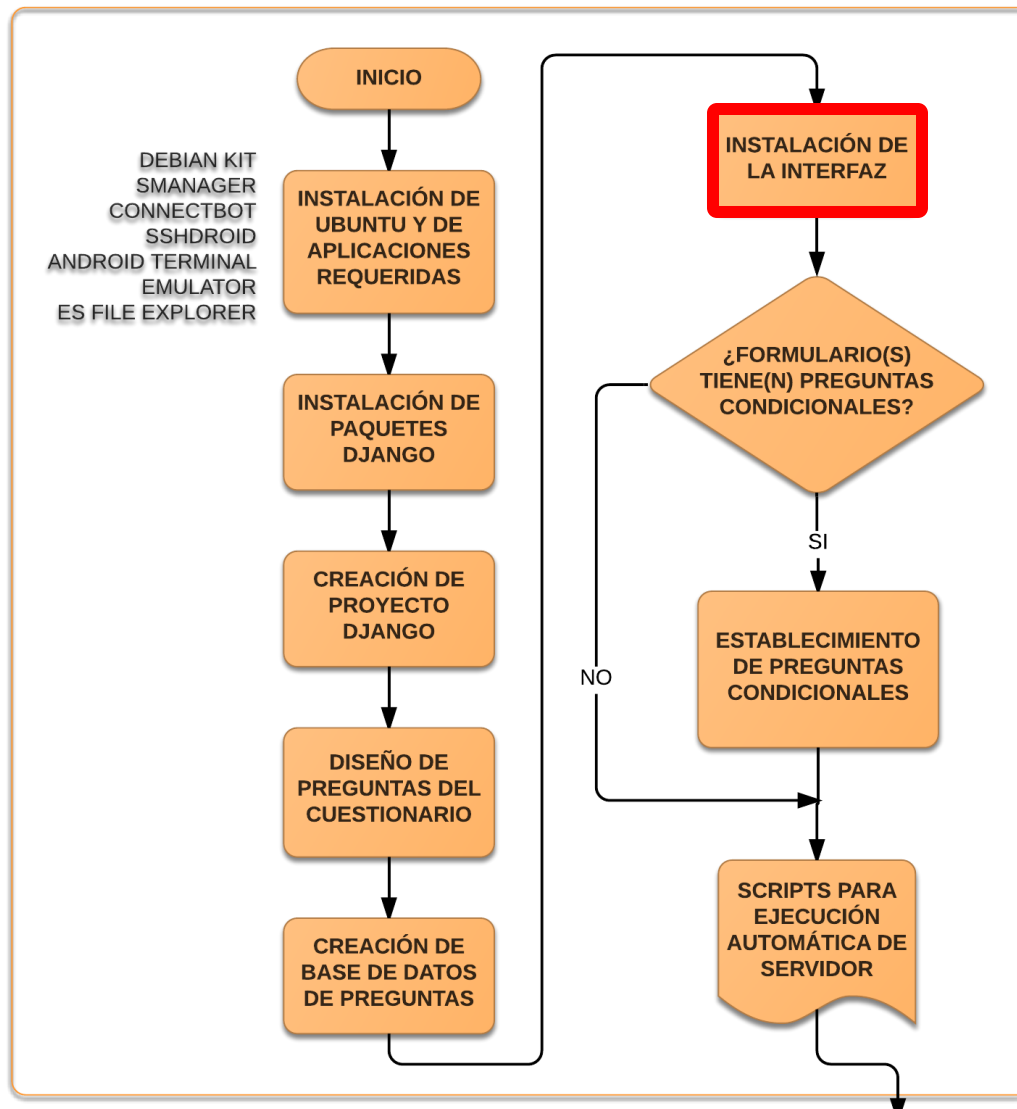 INICIO
DEBIAN KIT
SMANAGER
CONNECTBOT
SSHDROID
ANDROID TERMINAL
EMULATOR
ES FILE EXPLORER
INSTALACIÓN DE
UBUNTU Y DE
APLICACIONES
REQUERIDAS
INSTALACIÓN DE
PAQUETES
DJANGO
CREACIÓN DE
PROYECTO
DJANGO
DISEÑO DE
PREGUNTAS DEL
CUESTIONARIO
CREACIÓN DE
BASE DE DATOS
DE PREGUNTAS
INSTALACIÓN DE
LA INTERFAZ
¿FORMULARIO(S)
TIENE(N) PREGUNTAS
CONDICIONALES?
SI
NO
ESTABLECIMIENTO
DE PREGUNTAS
CONDICIONALES
SCRIPTS PARA
EJECUCIÓN
AUTOMÁTICA DE
SERVIDOR